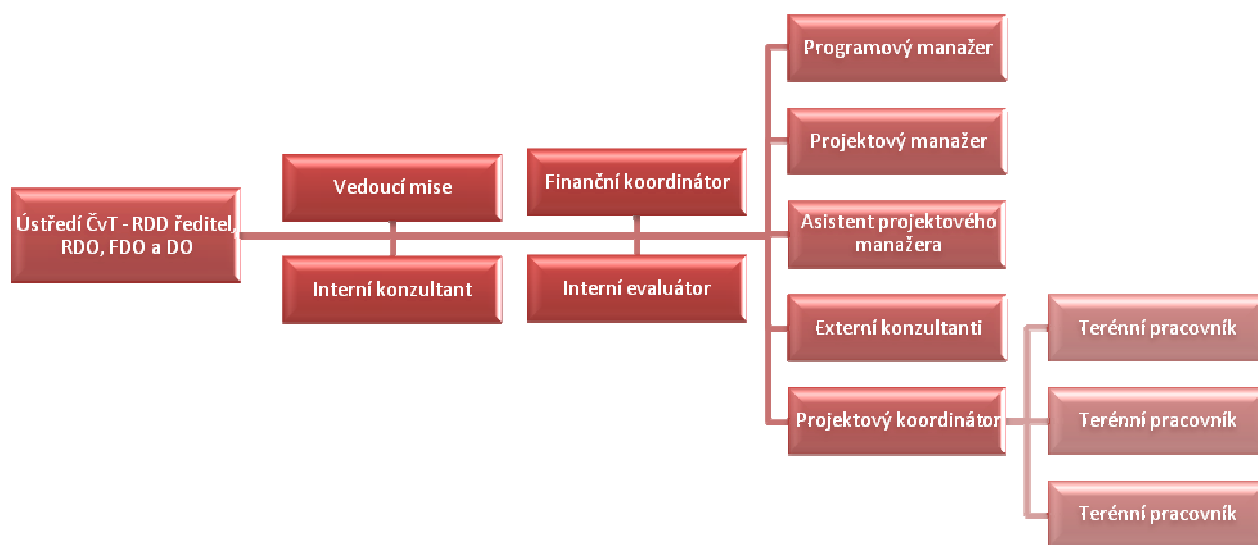 Ústředí ČvT - RDD ředitel,
RDO, FDO a DO
Vedoucí mise
Interní konzultant
Finanční koordinátor
Interní evaluátor
Programový manažer
Projektový manažer
Asistent projektového
manažera
Externí konzultanti
Projektový koordinátor
Terénní pracovník
Terénní pracovník
Terénní pracovník